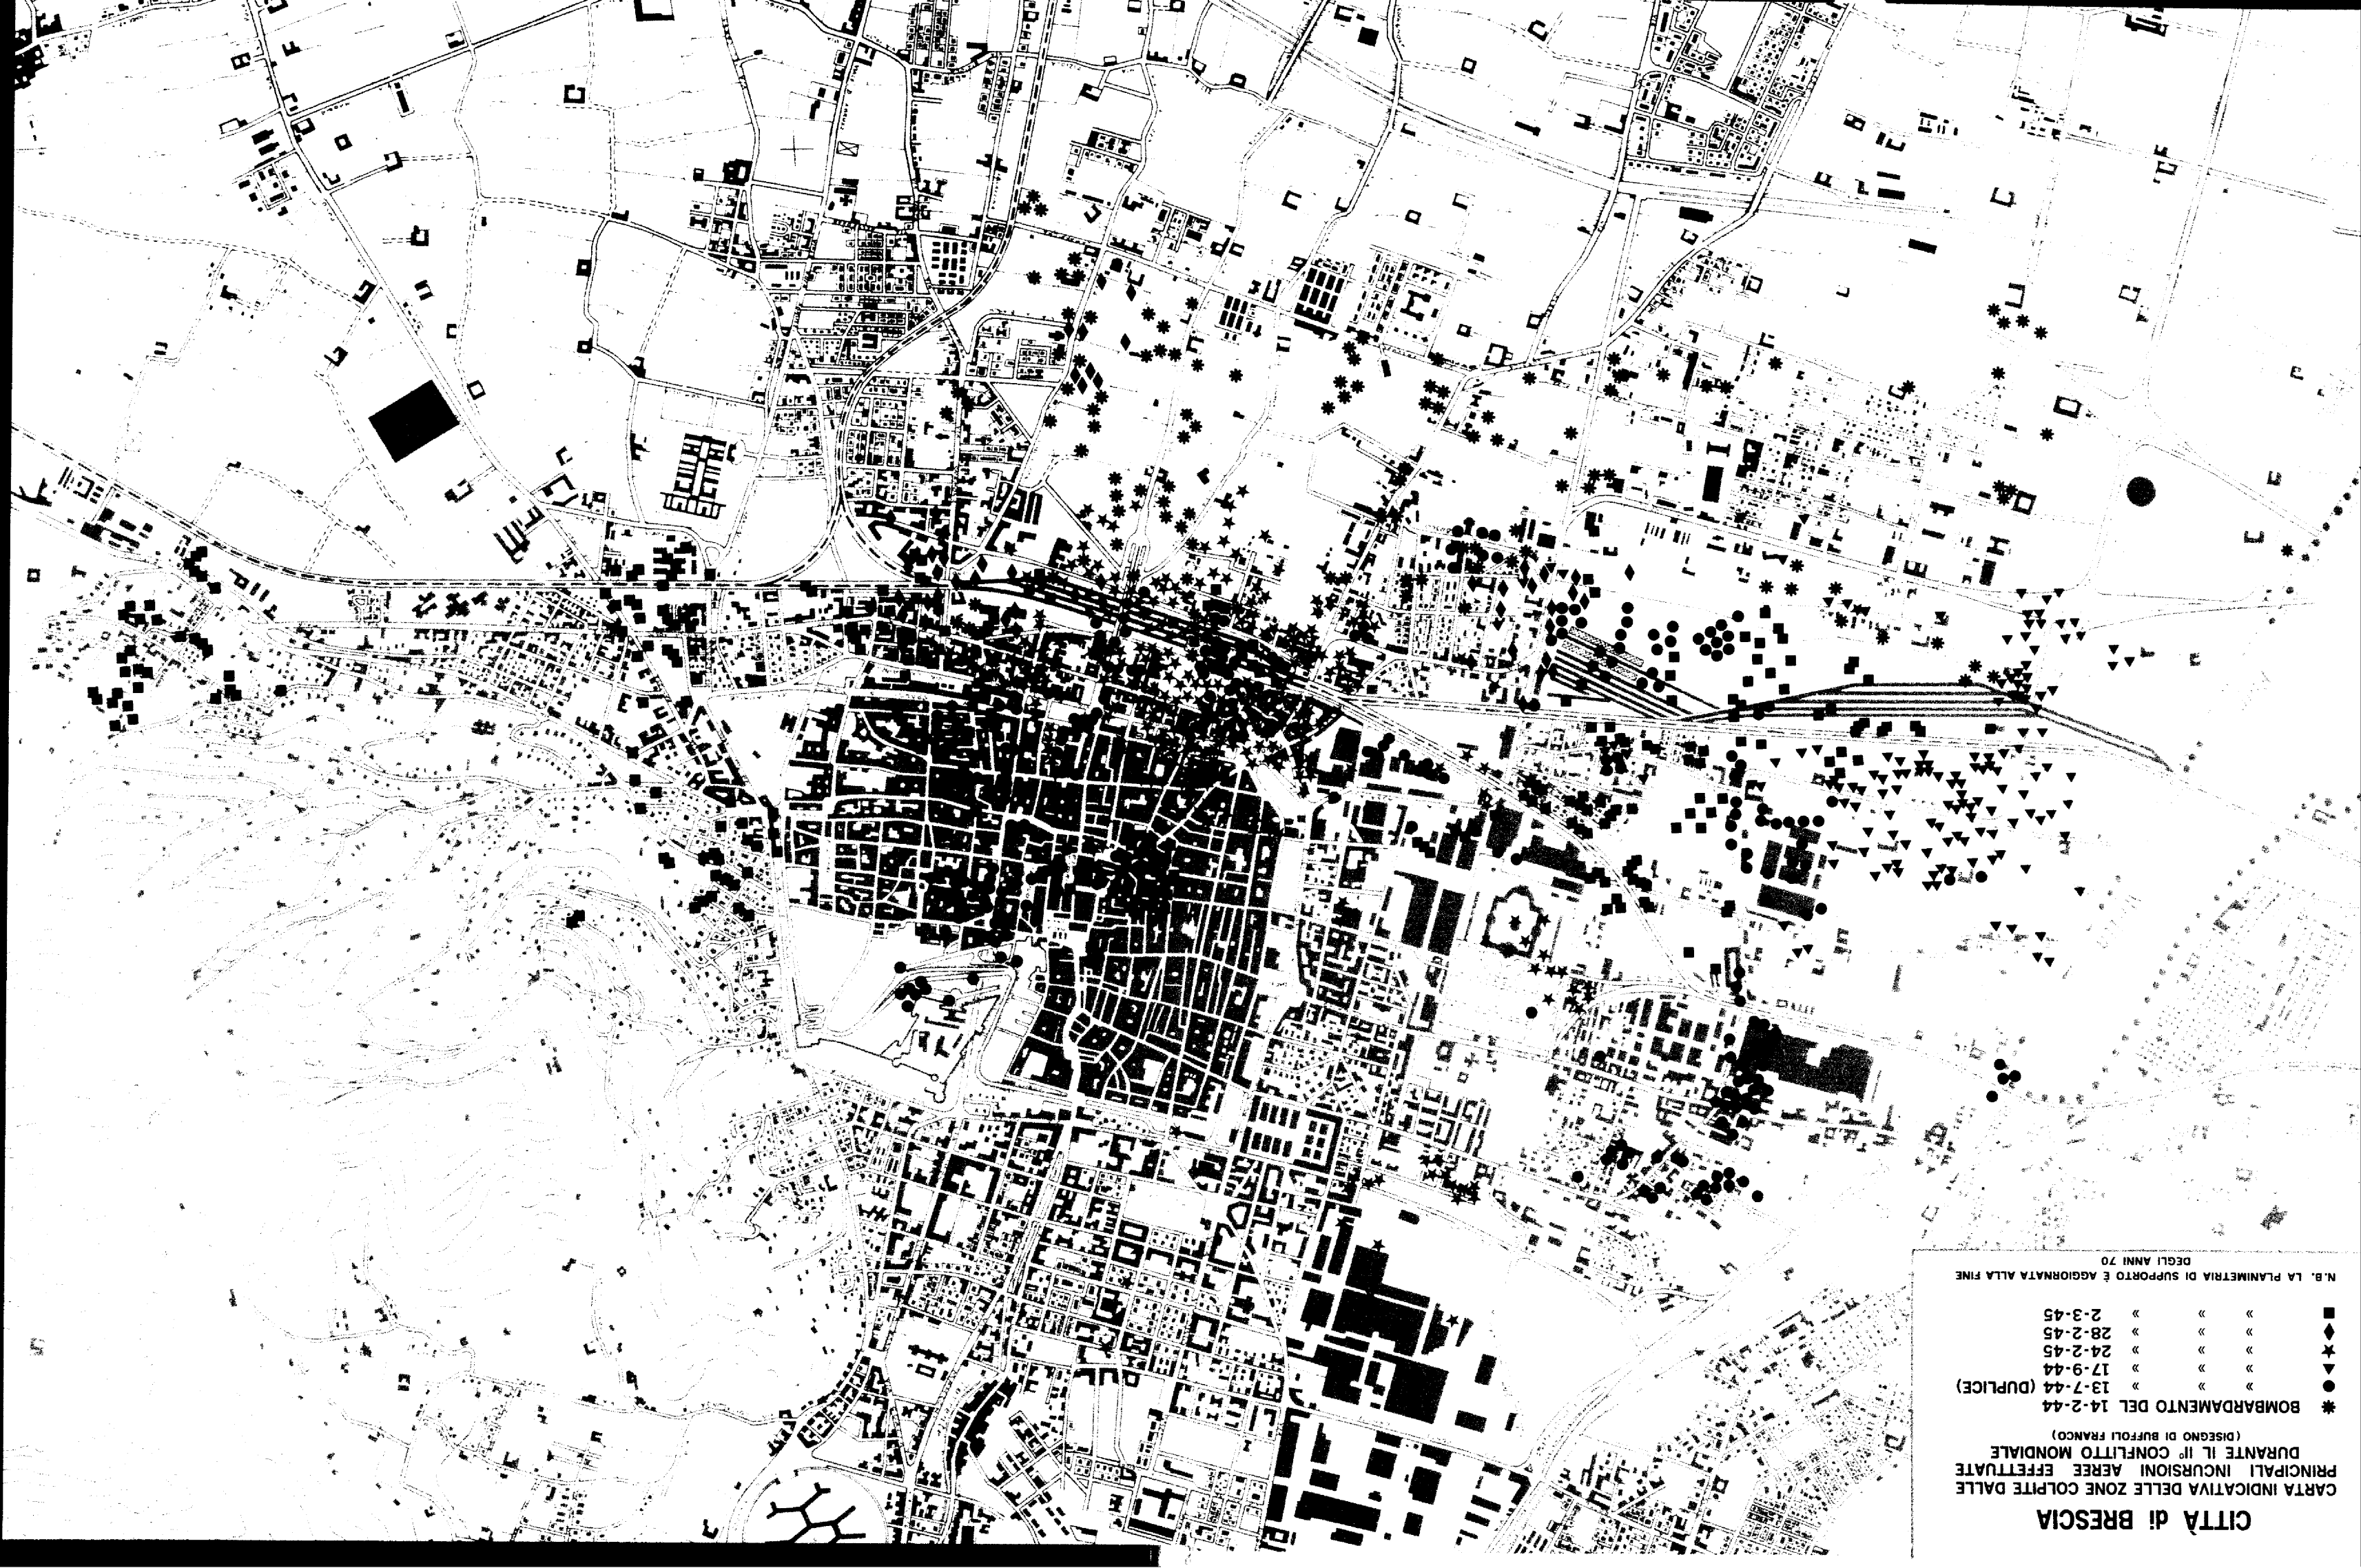 CITTÀ di BRESCIA
CARTA INDICATIVA DELLE ZONE COLPITE DALLE
PRINCIPALI INCURSIONI AEREE EFFETTUATE
DURANTE IL II° CONFLITTO MONDIALE
(DISEGNO DI BUFFOLI FRANCO)
✱ BOMBARDAMENTO DEL 14-2-44
● » » » 13-7-44 (DUPLICE)
▲ » » » 17-9-44
★ » » » 24-2-45
♦ » » » 28-2-45
■ » » » 2-3-45
N.B. LA PLANIMETRIA DI SUPPORTO È AGGIORNATA ALLA FINE
DEGLI ANNI 70